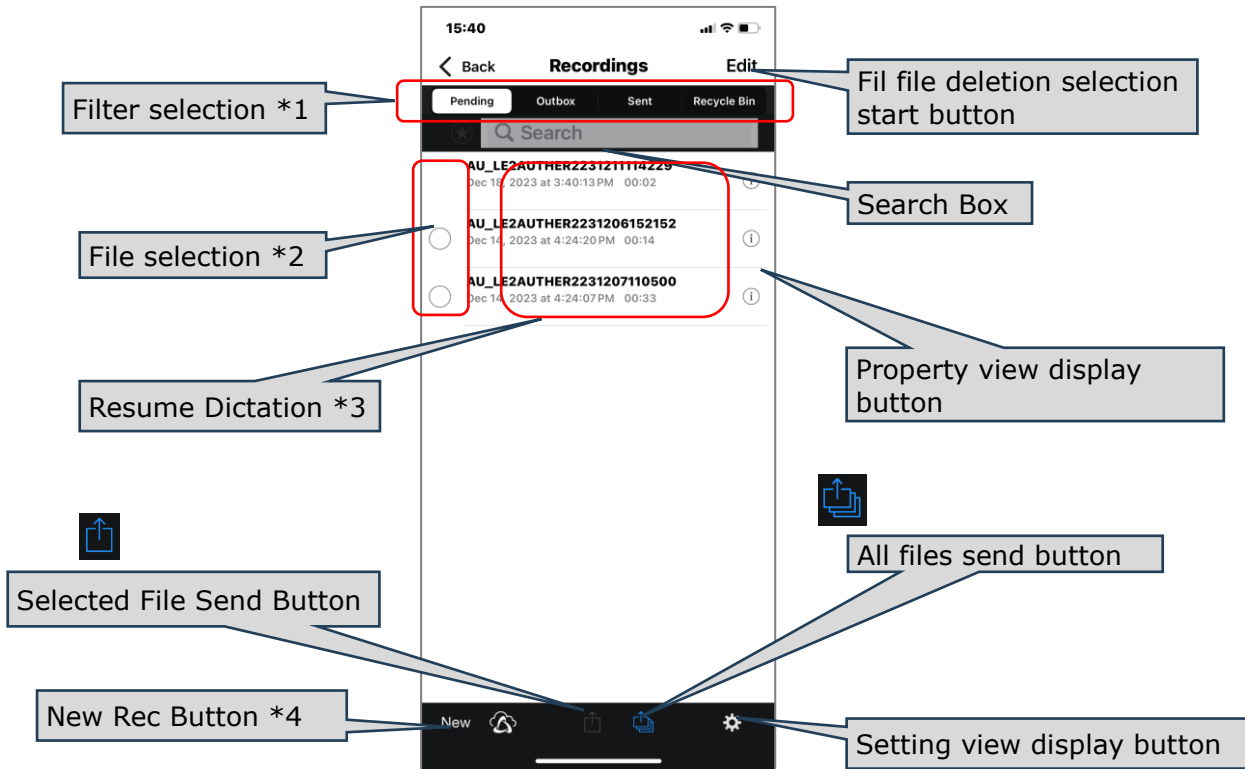 15:40
Back Recordings Edit
Filter selection *1
Fil file deletion selection
start button
Pending Outbox Sent Recycle Bin
Search
AU_LE2AUTHER2231211114229
Dec 18, 2023 at 3:40:13 PM 00:02
Search Box
AU_LE2AUTHER2231206152152
Dec 14, 2023 at 4:24:20 PM 00:14
File selection *2
AU_LE2AUTHER2231207110500
Dec 14, 2023 at 4:24:07 PM 00:33
Property view display
button
Resume Dictation *3
All files send button
Selected File Send Button
New Rec Button *4
New
Setting view display button